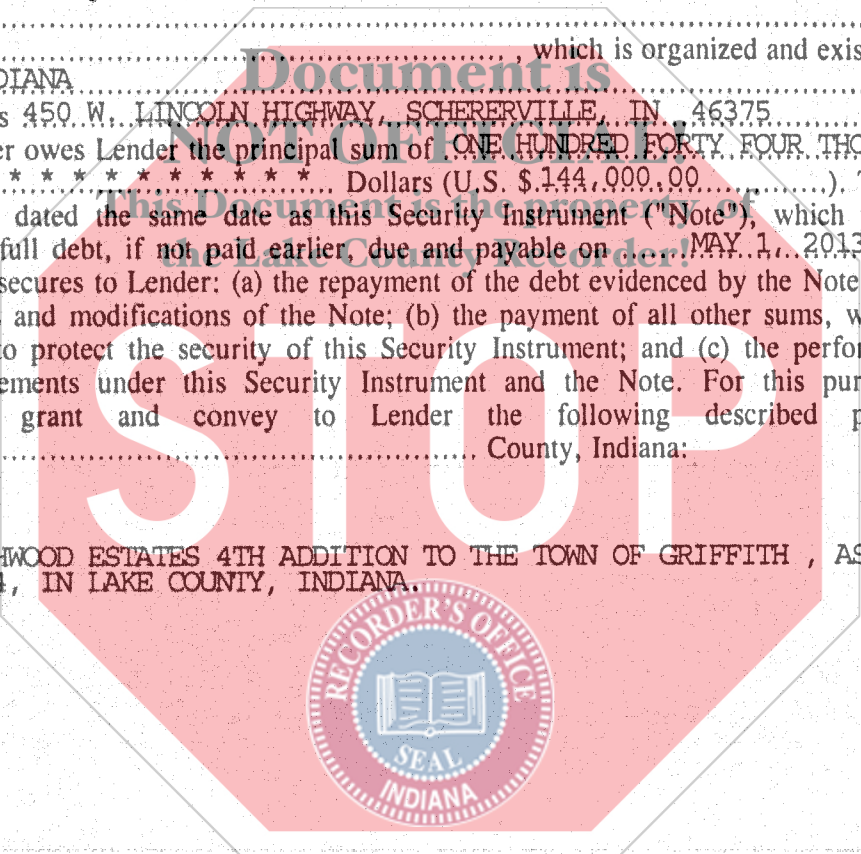 , which is organized and exis
DIANA
Document is
s 450 W. LINCOLN HIGHWAY, SCHERERVILLE, IN 46375
NOT OFFICIAL!
er owes Lender the principal sum of ONE HUNDRED FORTY FOUR THO
* * * * * * * * * * * * Dollars (U.S. $144,000.00). T
This Document is the property of
dated the same date as this Security Instrument ("Note"), which
the Lake County Recorder!
full debt, if not paid earlier, due and payable on MAY 1, 2013
secures to Lender: (a) the repayment of the debt evidenced by the Note
and modifications of the Note; (b) the payment of all other sums, w
to protect the security of this Security Instrument; and (c) the perfor
ements under this Security Instrument and the Note. For this pur
grant and convey to Lender the following described p
County, Indiana:
STOP
HWOOD ESTATES 4TH ADDITION TO THE TOWN OF GRIFFITH , AS
4, IN LAKE COUNTY, INDIANA.
RECORDER'S OFFICE
SEAL
INDIANA